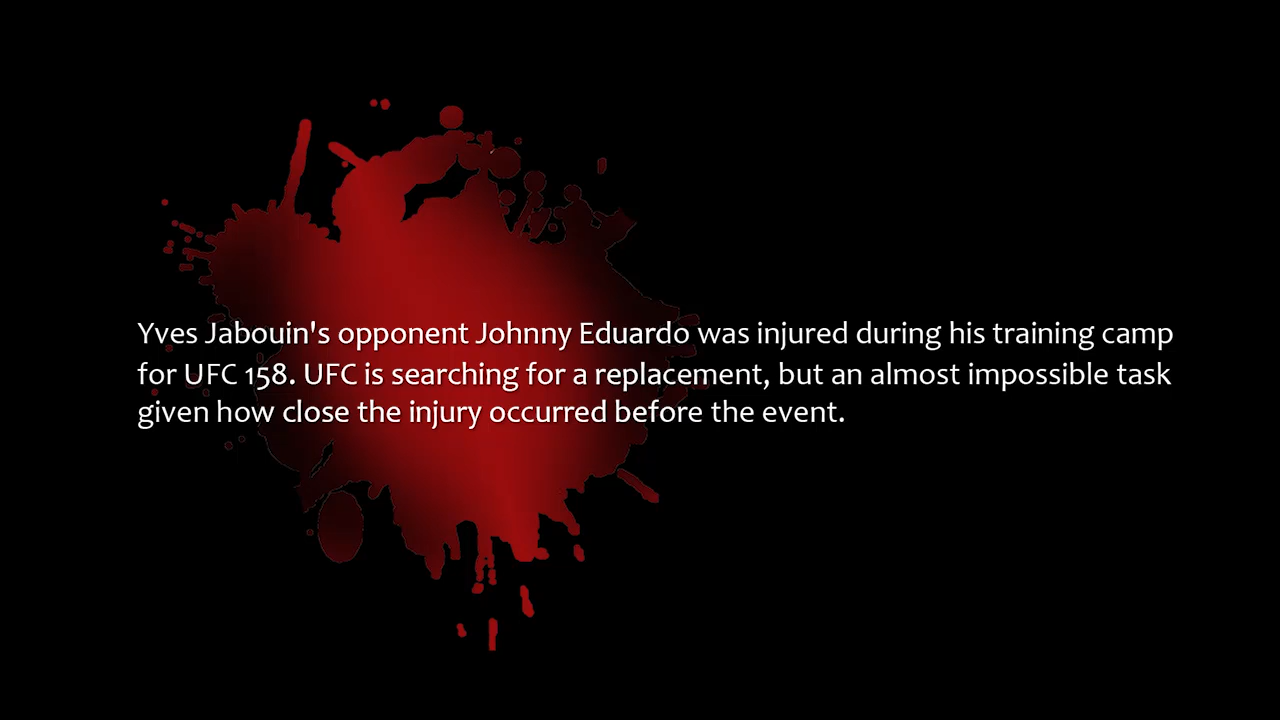 Yves Jabouin's opponent Johnny Eduardo was injured during his training camp
for UFC 158. UFC is searching for a replacement, but an almost impossible task
given how close the injury occurred before the event.